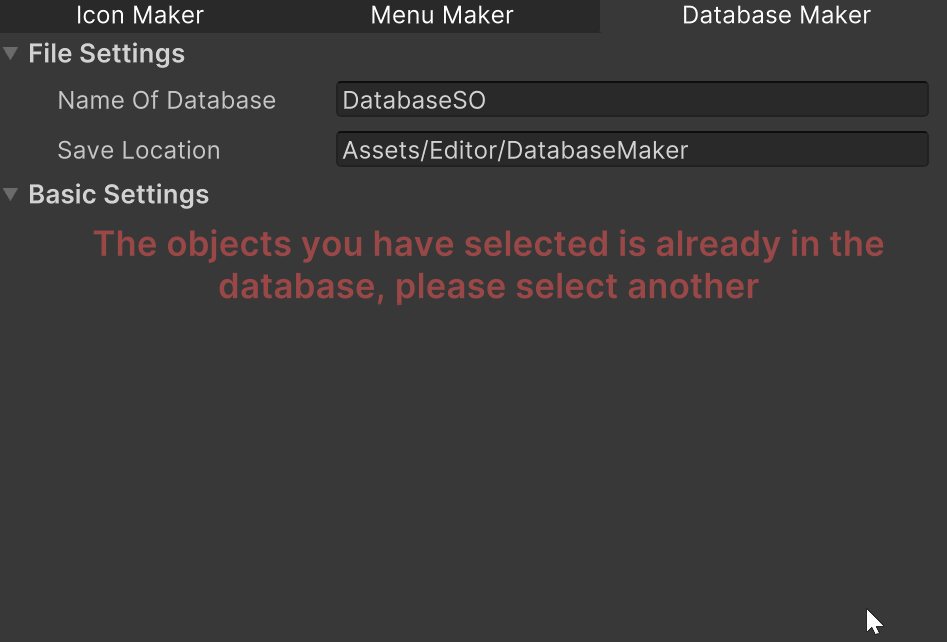 Icon Maker Menu Maker Database Maker
File Settings
Name Of Database DatabaseSO
Save Location Assets/Editor/DatabaseMaker
Basic Settings
The objects you have selected is already in the
database, please select another